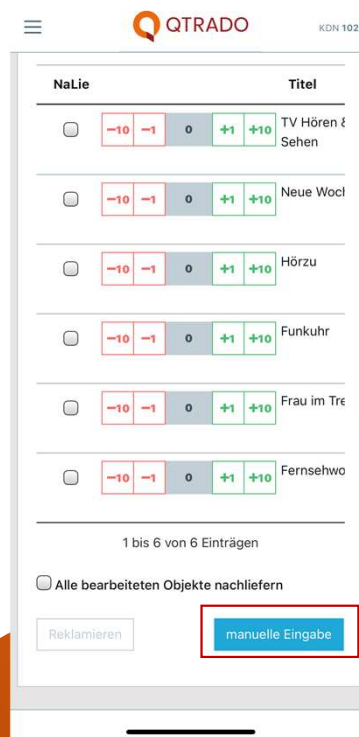 QTRADO
KDN 102
NaLie Titel
−10 −1 0 +1 +10 TV Hören &
Sehen
−10 −1 0 +1 +10 Neue Woch
−10 −1 0 +1 +10 Hörzu
−10 −1 0 +1 +10 Funkuhr
−10 −1 0 +1 +10 Frau im Tre
−10 −1 0 +1 +10 Fernsehwo
1 bis 6 von 6 Einträgen
Alle bearbeiteten Objekte nachliefern
Reklamieren manuelle Eingabe